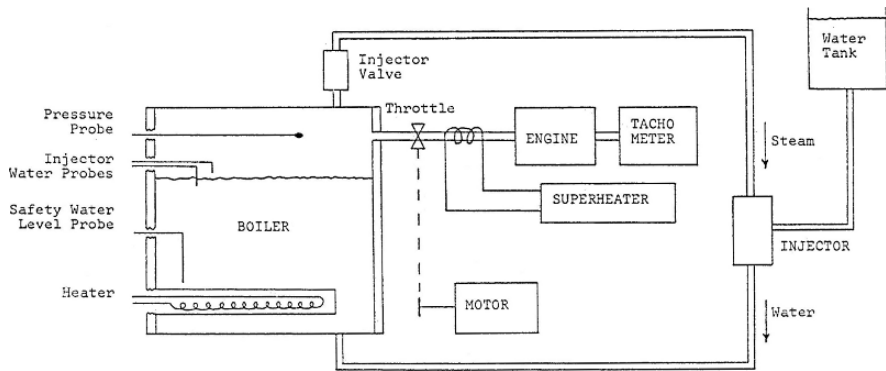 Water
Tank
Injector
Valve
Pressure
Probe
Throttle
ENGINE
TACHO
METER
Steam
Injector
Water Probes
SUPERHEATER
Safety Water
Level Probe
BOILER
INJECTOR
Heater
MOTOR
Water